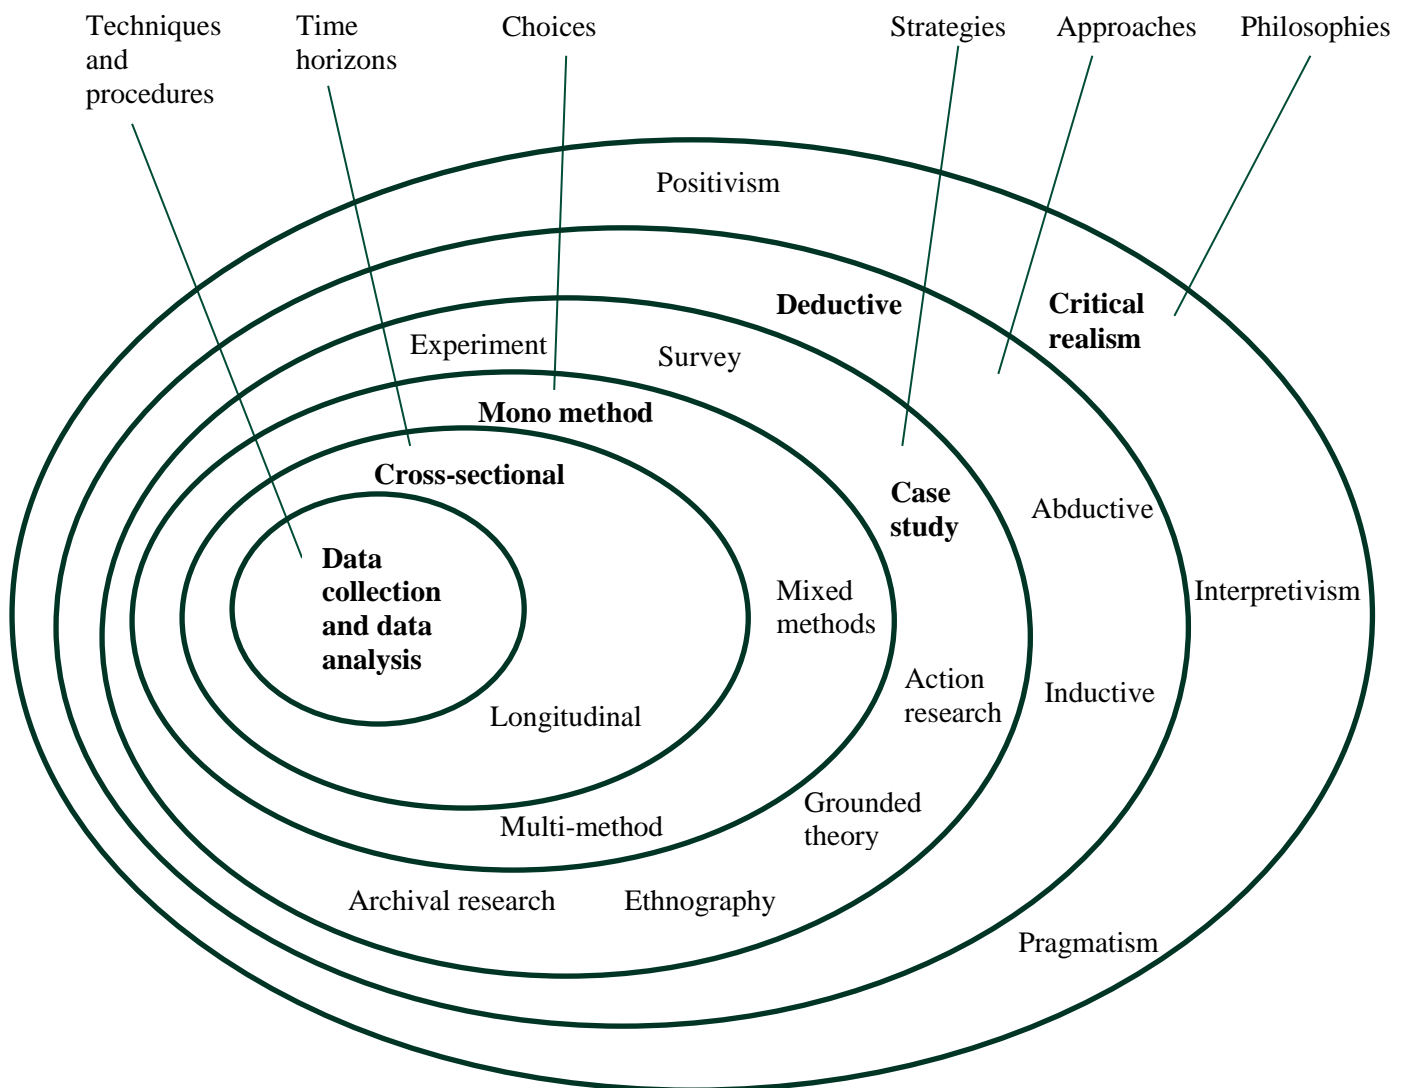 Techniques
and
procedures
Time
horizons
Choices
Strategies
Approaches
Philosophies
Positivism
Deductive
Critical
realism
Experiment
Survey
Mono method
Cross-sectional
Case
study
Abductive
Data
collection
and data
analysis
Mixed
methods
Interpretivism
Action
research
Inductive
Longitudinal
Grounded
theory
Multi-method
Archival research
Ethnography
Pragmatism